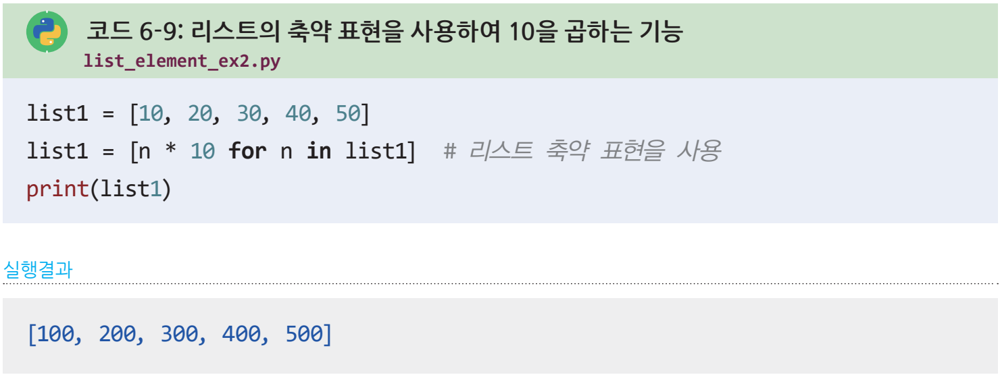 코드 6-9: 리스트의 축약 표현을 사용하여 10을 곱하는 기능
list_element_ex2.py
list1 = [10, 20, 30, 40, 50]
list1 = [n * 10 for n in list1]  # 리스트 축약 표현을 사용
print(list1)
실행결과
[100, 200, 300, 400, 500]